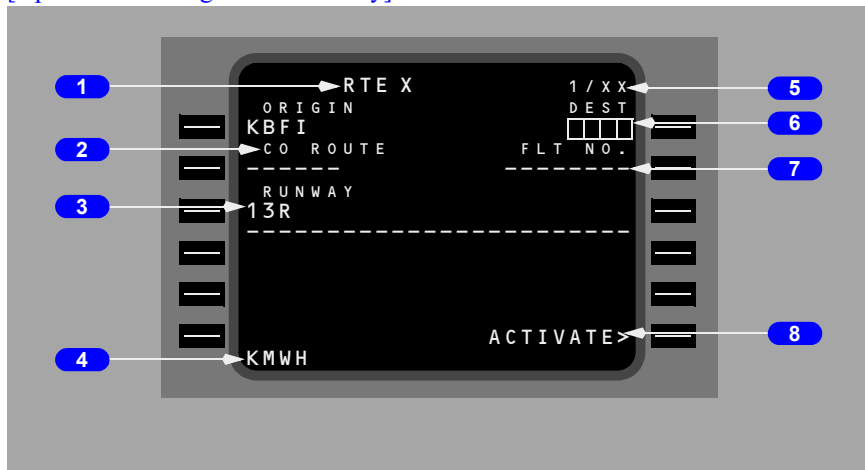 1 RTE X 1/XX 5
ORIGIN DEST
KBFI 6
2 CO ROUTE FLT NO.
------ ------- 7
RUNWAY
3 13R
-----------------------
ACTIVATE> 8
4 KMWH